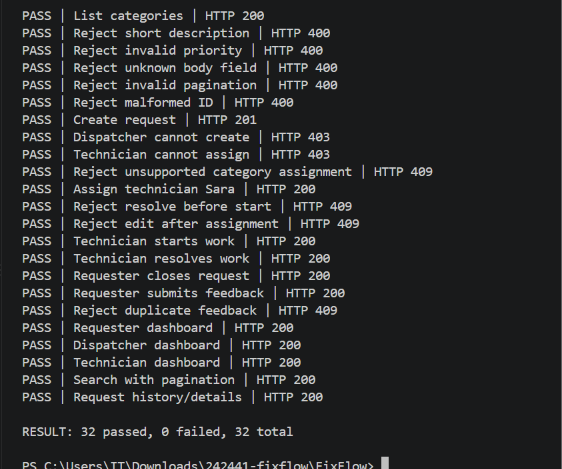 PASS | List categories | HTTP 200
PASS | Reject short description | HTTP 400
PASS | Reject invalid priority | HTTP 400
PASS | Reject unknown body field | HTTP 400
PASS | Reject invalid pagination | HTTP 400
PASS | Reject malformed ID | HTTP 400
PASS | Create request | HTTP 201
PASS | Dispatcher cannot create | HTTP 403
PASS | Technician cannot assign | HTTP 403
PASS | Reject unsupported category assignment | HTTP 409
PASS | Assign technician Sara | HTTP 200
PASS | Reject resolve before start | HTTP 409
PASS | Reject edit after assignment | HTTP 409
PASS | Technician starts work | HTTP 200
PASS | Technician resolves work | HTTP 200
PASS | Requester closes request | HTTP 200
PASS | Requester submits feedback | HTTP 200
PASS | Reject duplicate feedback | HTTP 409
PASS | Requester dashboard | HTTP 200
PASS | Dispatcher dashboard | HTTP 200
PASS | Technician dashboard | HTTP 200
PASS | Search with pagination | HTTP 200
PASS | Request history/details | HTTP 200
RESULT: 32 passed, 0 failed, 32 total
PS C:\Users\TT\Downloads\242441-fixflow\FixFlow>